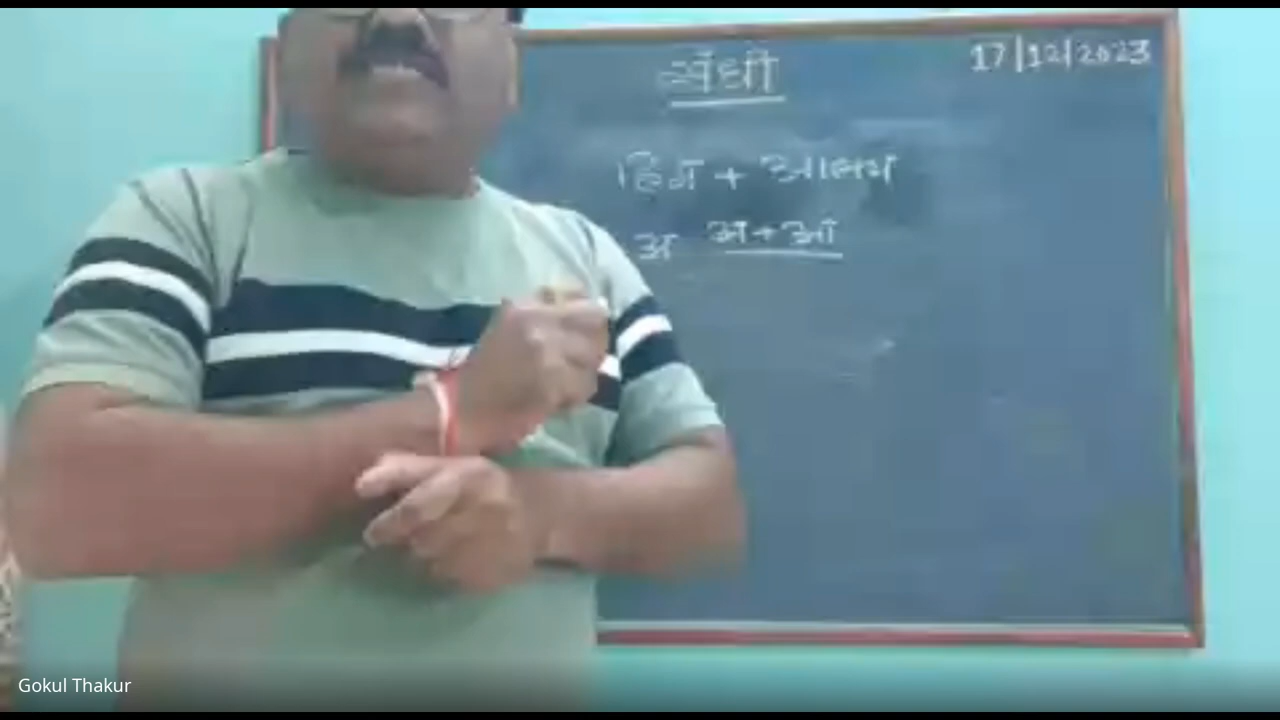 संधी
17/12/2023
हिम + आलय
अ अ + आ
Gokul Thakur